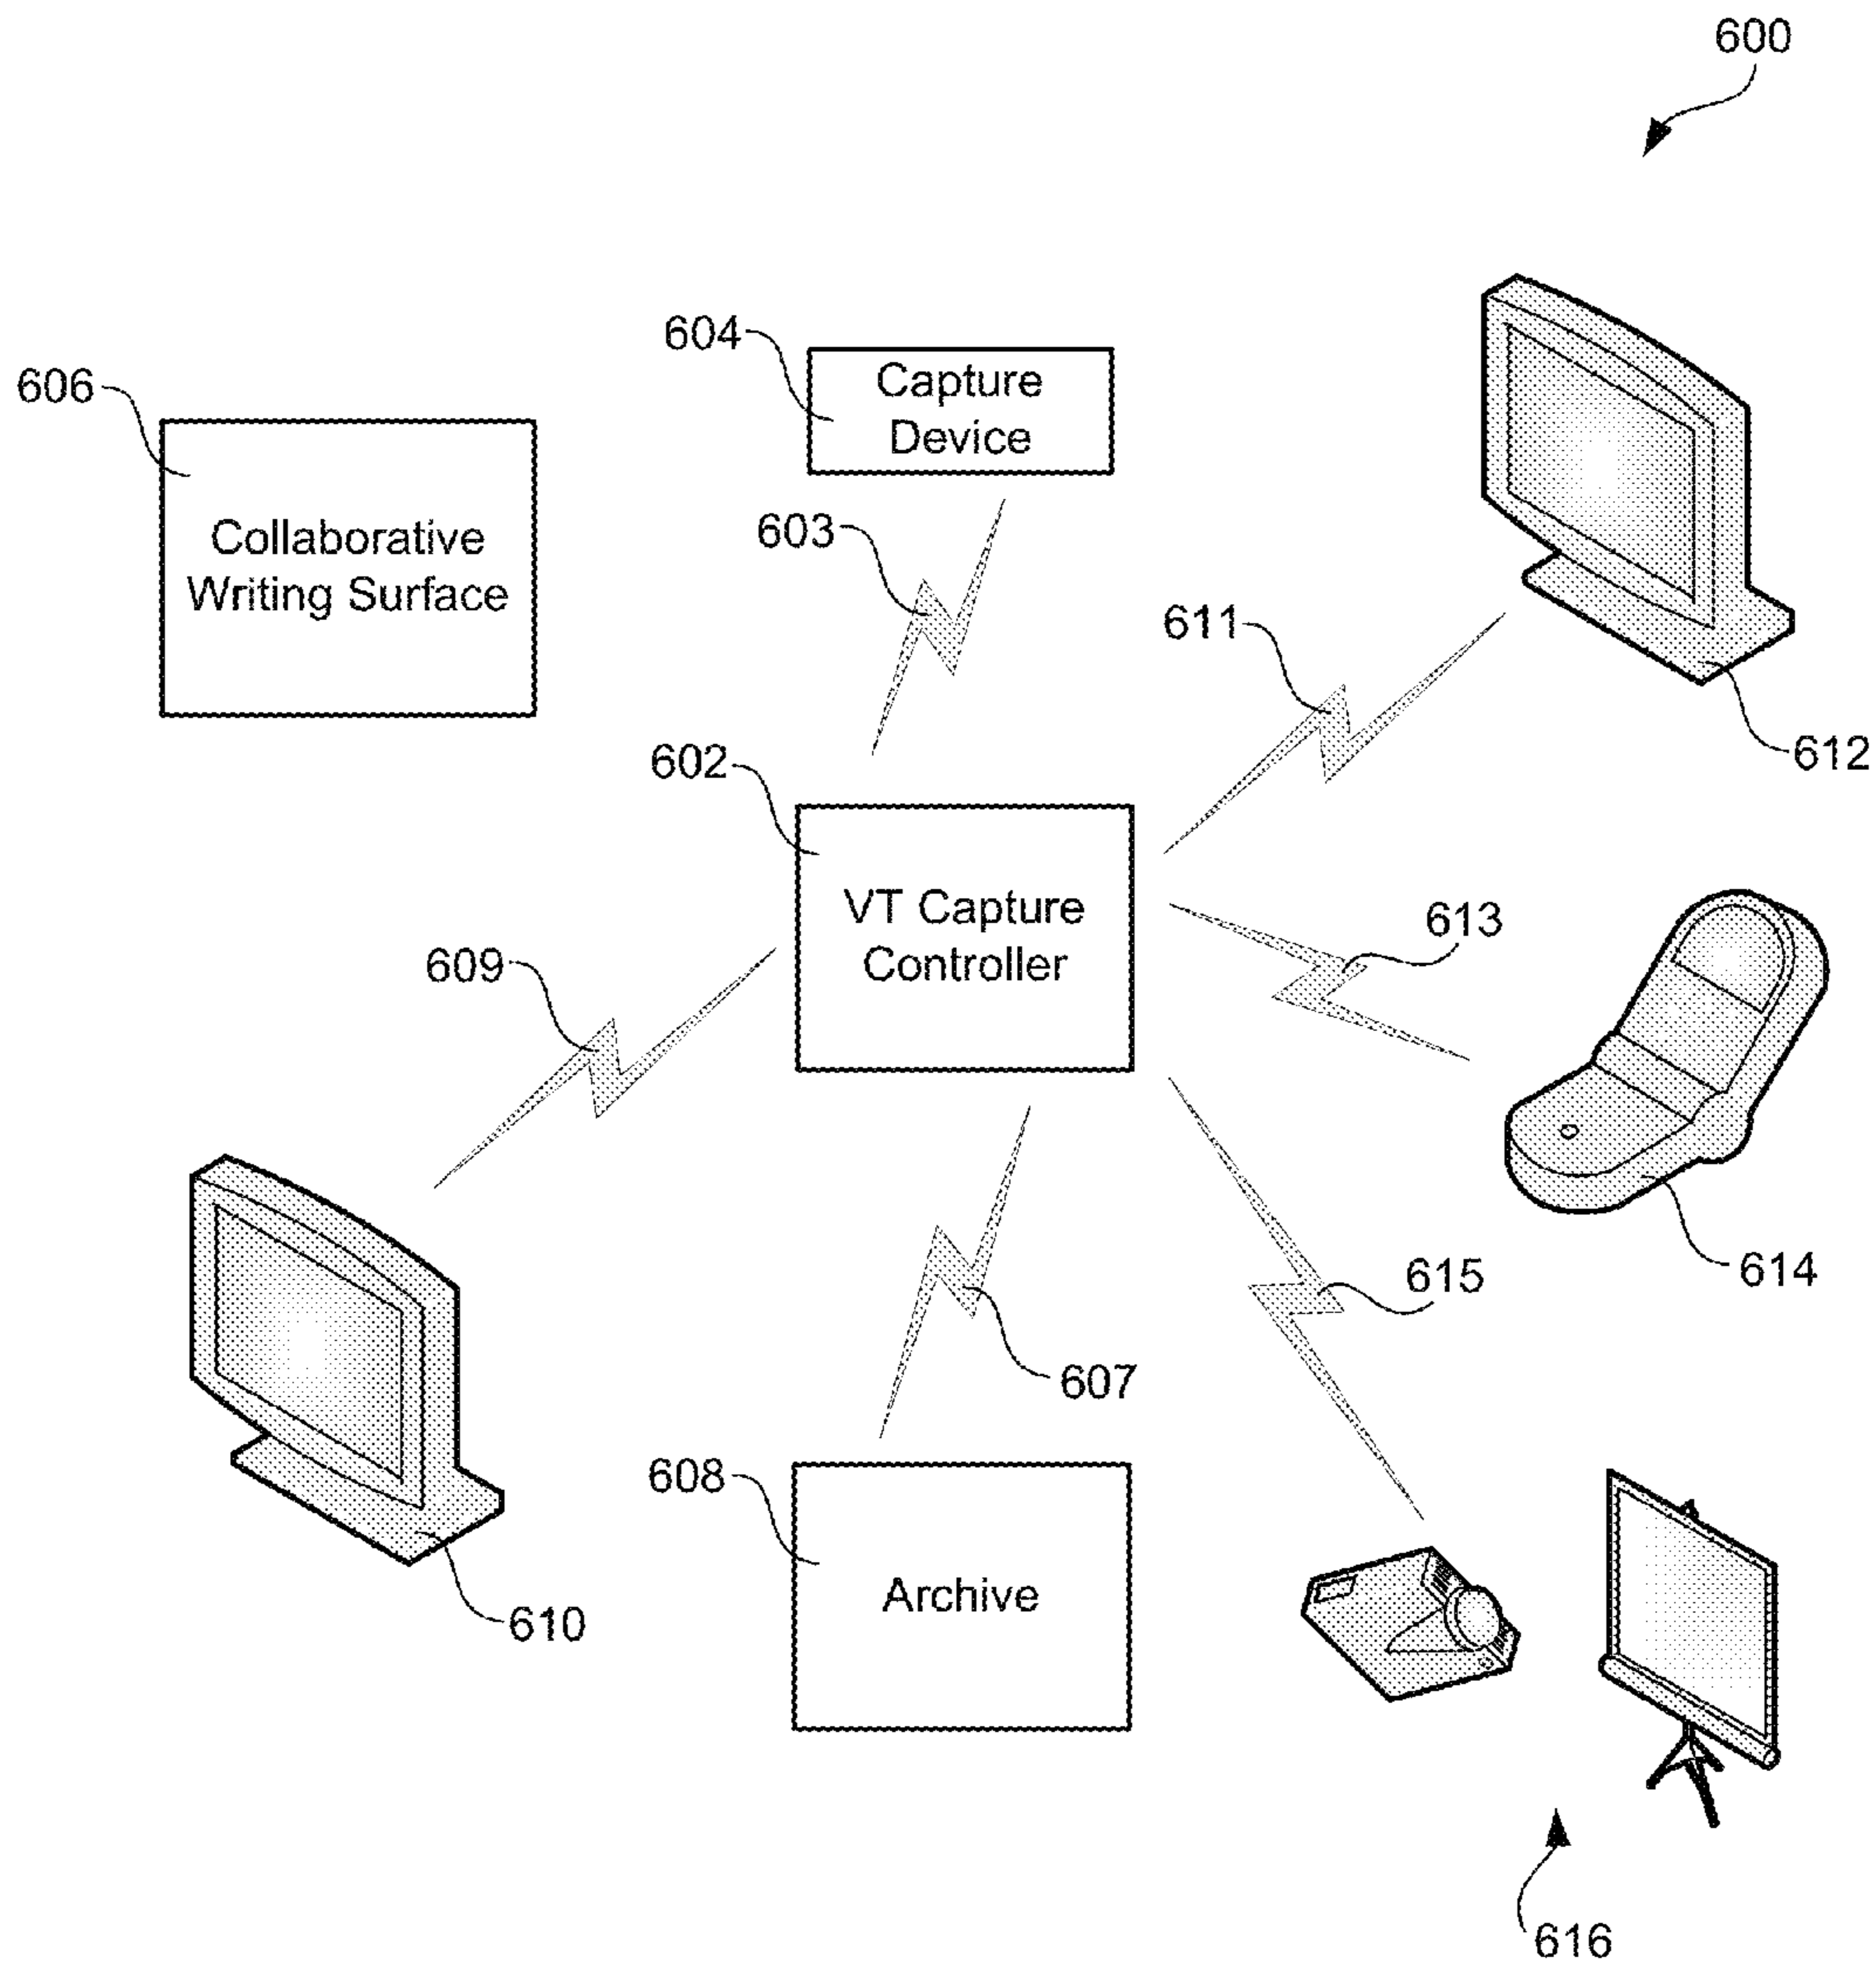 600
604
Capture
Device
606
Collaborative
Writing Surface
603
611
612
602
VT Capture
Controller
613
609
614
615
607
608
Archive
610
616